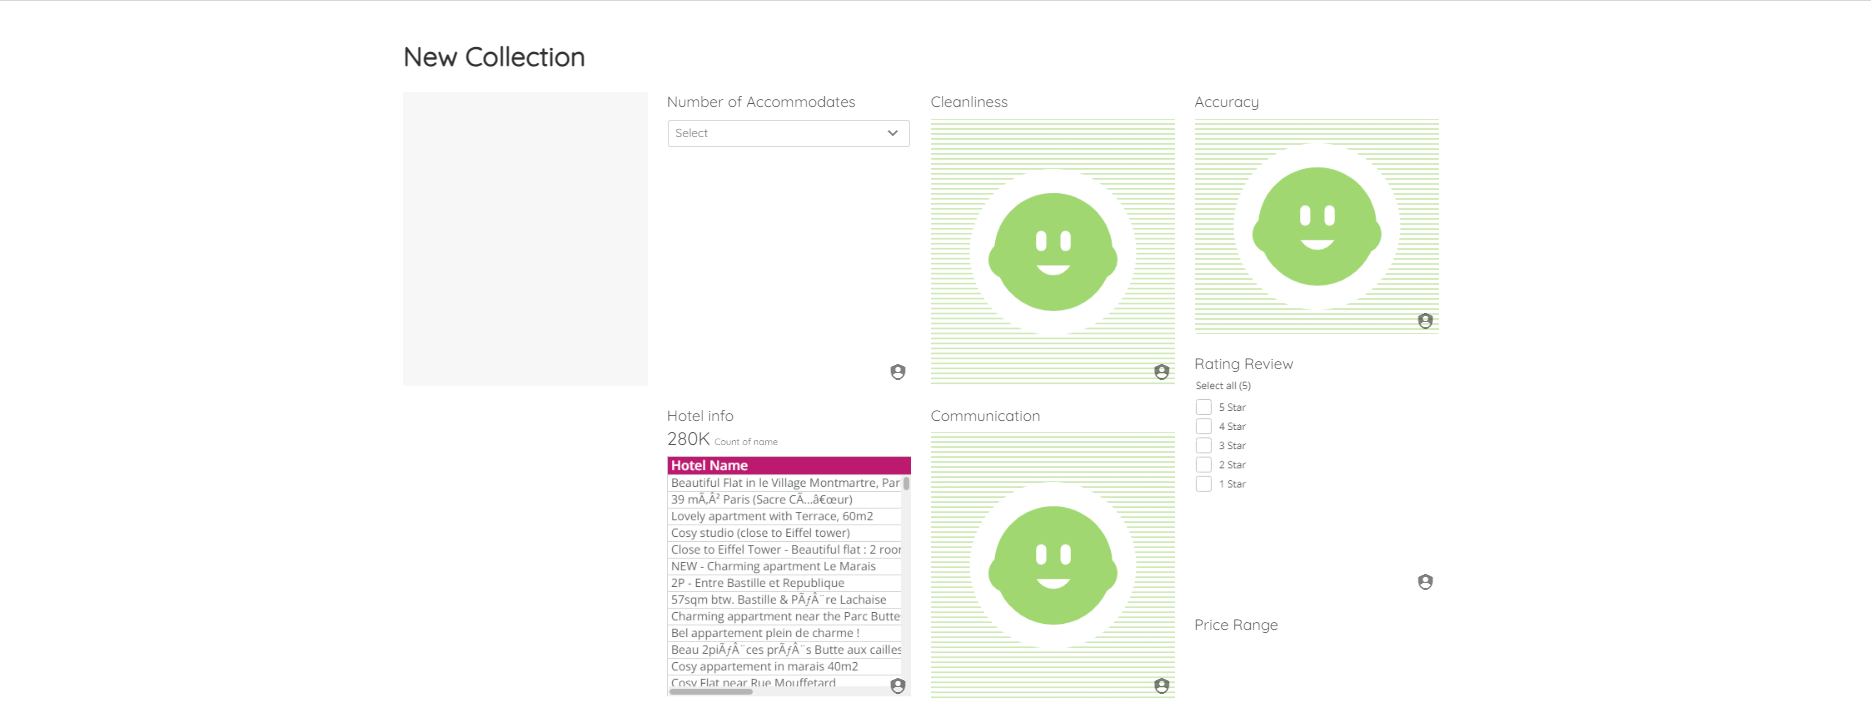 New Collection
Number of Accommodates
Select
Cleanliness
Accuracy
Rating Review
Select all (5)
5 Star
4 Star
3 Star
2 Star
1 Star
Hotel info
280K Count of name
Hotel Name
Beautiful Flat in le Village Montmartre, Par
39 mÃ‚Â² Paris (Sacre CÃ…â€œur)
Lovely apartment with Terrace, 60m2
Cosy studio (close to Eiffel tower)
Close to Eiffel Tower - Beautiful flat : 2 roor
NEW - Charming apartment Le Marais
2P - Entre Bastille et Republique
57sqm btw. Bastille & PÃƒÂ¨re Lachaise
Charming appartment near the Parc Butte
Bel appartement plein de charme !
Beau 2piÃƒÂ¨ces prÃƒÂ¨s Butte aux cailles
Cosy appartement in marais 40m2
Cosy Flat near Rue Mouffetard
Communication
Price Range